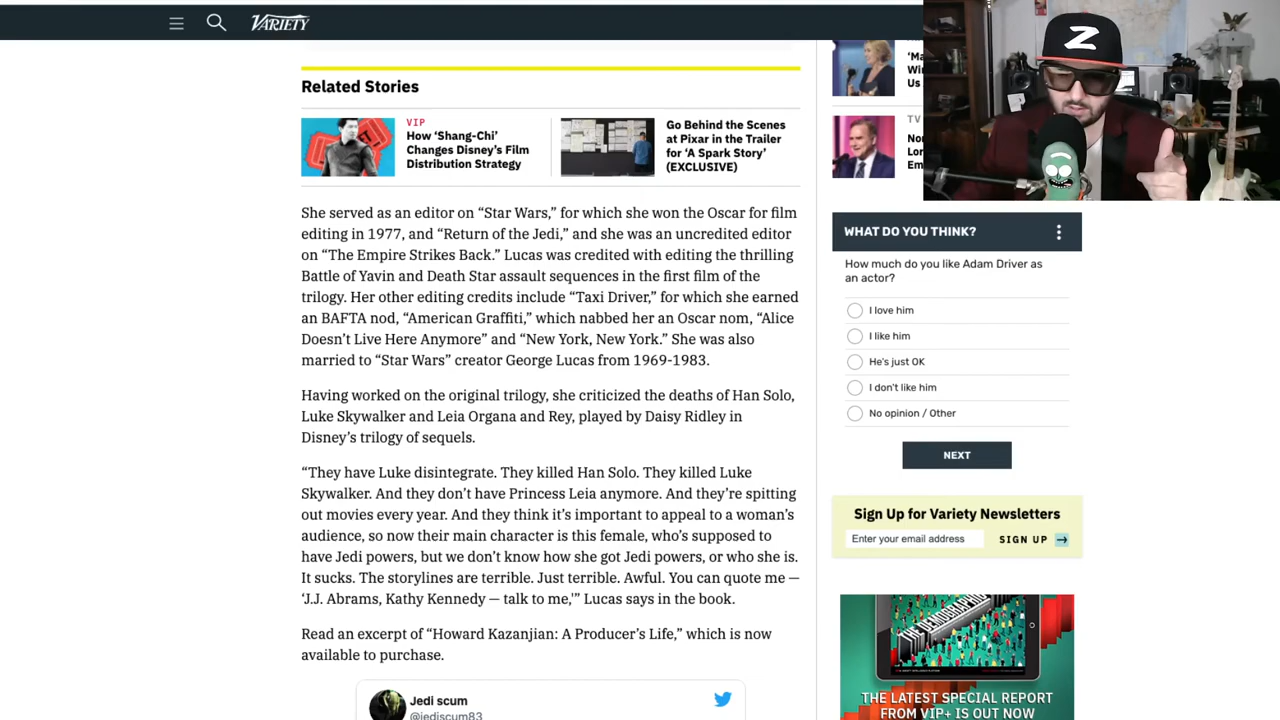 VARIETY
Related Stories
VIP
How ‘Shang-Chi’
Changes Disney’s Film
Distribution Strategy
Go Behind the Scenes
at Pixar in the Trailer
for ‘A Spark Story’
(EXCLUSIVE)
She served as an editor on “Star Wars,” for which she won the Oscar for film
editing in 1977, and “Return of the Jedi,” and she was an uncredited editor
on “The Empire Strikes Back.” Lucas was credited with editing the thrilling
Battle of Yavin and Death Star assault sequences in the first film of the
trilogy. Her other editing credits include “Taxi Driver,” for which she earned
an BAFTA nod, “American Graffiti,” which nabbed her an Oscar nom, “Alice
Doesn’t Live Here Anymore” and “New York, New York.” She was also
married to “Star Wars” creator George Lucas from 1969-1983.
Having worked on the original trilogy, she criticized the deaths of Han Solo,
Luke Skywalker and Leia Organa and Rey, played by Daisy Ridley in
Disney’s trilogy of sequels.
“They have Luke disintegrate. They killed Han Solo. They killed Luke
Skywalker. And they don’t have Princess Leia anymore. And they’re spitting
out movies every year. And they think it’s important to appeal to a woman’s
audience, so now their main character is this female, who’s supposed to
have Jedi powers, but we don’t know how she got Jedi powers, or who she is.
It sucks. The storylines are terrible. Just terrible. Awful. You can quote me —
‘J.J. Abrams, Kathy Kennedy — talk to me,’” Lucas says in the book.
Read an excerpt of “Howard Kazanjian: A Producer’s Life,” which is now
available to purchase.
Jedi scum
@jediscum83
‘Ma
Win
Us
TV
Nor
Lor
Em
Z
WHAT DO YOU THINK?
How much do you like Adam Driver as
an actor?
I love him
I like him
He's just OK
I don't like him
No opinion / Other
NEXT
Sign Up for Variety Newsletters
Enter your email address
SIGN UP
THE DEMOGRAPHIC
THE LATEST SPECIAL REPORT
FROM VIP+ IS OUT NOW